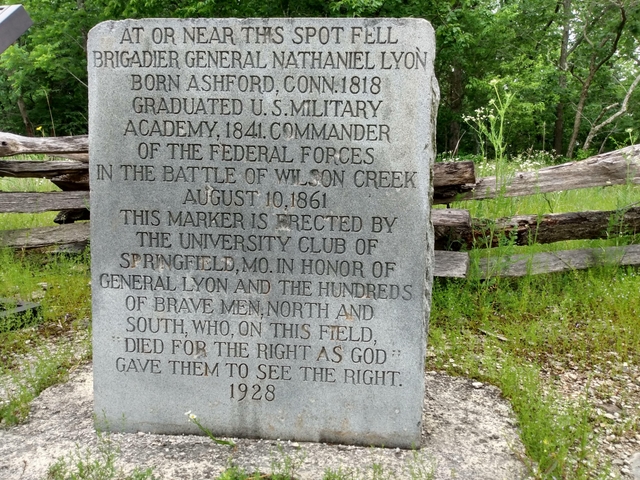 AT OR NEAR THIS SPOT FELL
BRIGADIER GENERAL NATHANIEL LYON
BORN ASHFORD, CONN. 1818
GRADUATED U. S. MILITARY
ACADEMY, 1841. COMMANDER
OF THE FEDERAL FORCES
IN THE BATTLE OF WILSON CREEK
AUGUST 10, 1861
THIS MARKER IS ERECTED BY
THE UNIVERSITY CLUB OF
SPRINGFIELD, MO. IN HONOR OF
GENERAL LYON AND THE HUNDREDS
OF BRAVE MEN, NORTH AND
SOUTH, WHO, ON THIS FIELD,
"DIED FOR THE RIGHT AS GOD"
GAVE THEM TO SEE THE RIGHT.
1928